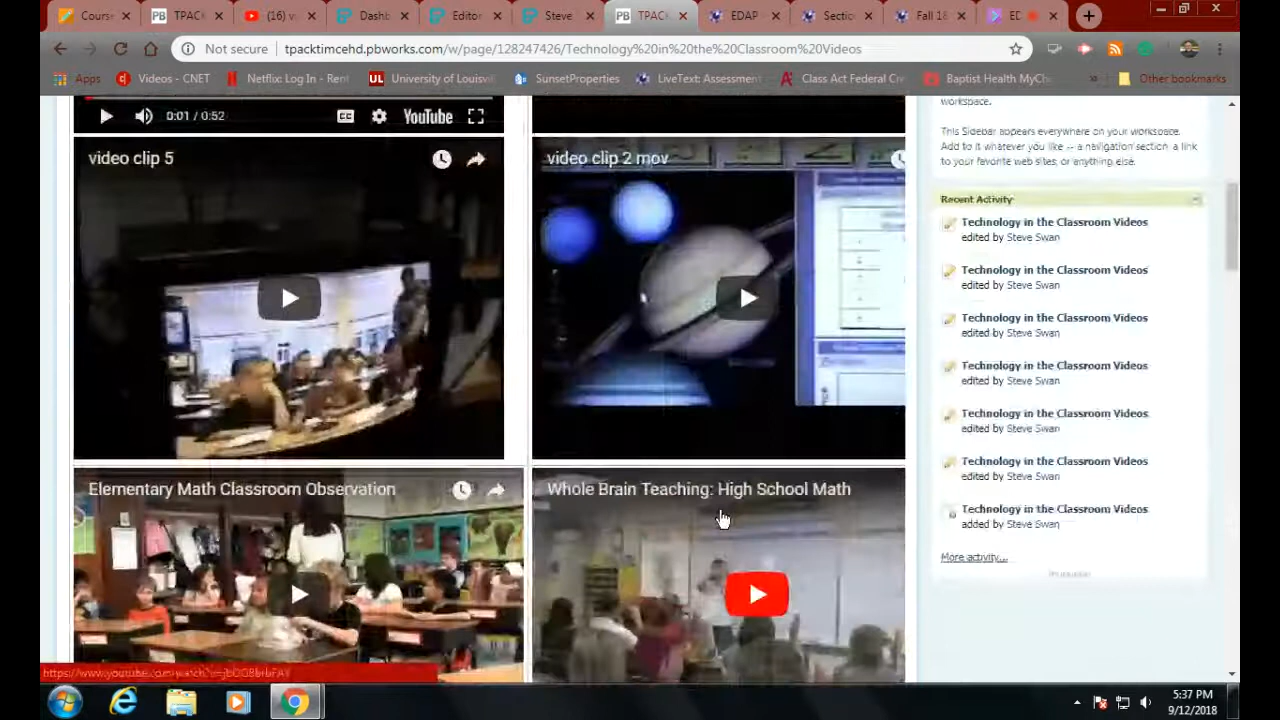 Course
TPACK
(16) v
Dashb
Editor
Steve
TPACK
EDAP
Sectio
Fall 18
ED
Not secure
tpacktimcehd.pbworks.com/w/page/128247426/Technology%20in%20the%20Classroom%20Videos
Apps
Videos - CNET
Netflix Log In - Rent
UL
University of Louisvi
SunsetProperties
LiveText: Assessment
Class Act Federal Cre
Baptist Health MyCh
»
Other bookmarks
0:01 / 0:52
CC
YouTube
video clip 5
video clip 2 mov
Elementary Math Classroom Observation
Whole Brain Teaching: High School Math
workspace.
This Sidebar appears everywhere on your workspace.
Add to it whatever you like -- a navigation section, a link
to your favorite web sites, or anything else.
Recent Activity
Technology in the Classroom Videos
edited by Steve Swan
Technology in the Classroom Videos
edited by Steve Swan
Technology in the Classroom Videos
edited by Steve Swan
Technology in the Classroom Videos
edited by Steve Swan
Technology in the Classroom Videos
edited by Steve Swan
Technology in the Classroom Videos
edited by Steve Swan
Technology in the Classroom Videos
added by Steve Swan
More activity...
5:37 PM
9/12/2018